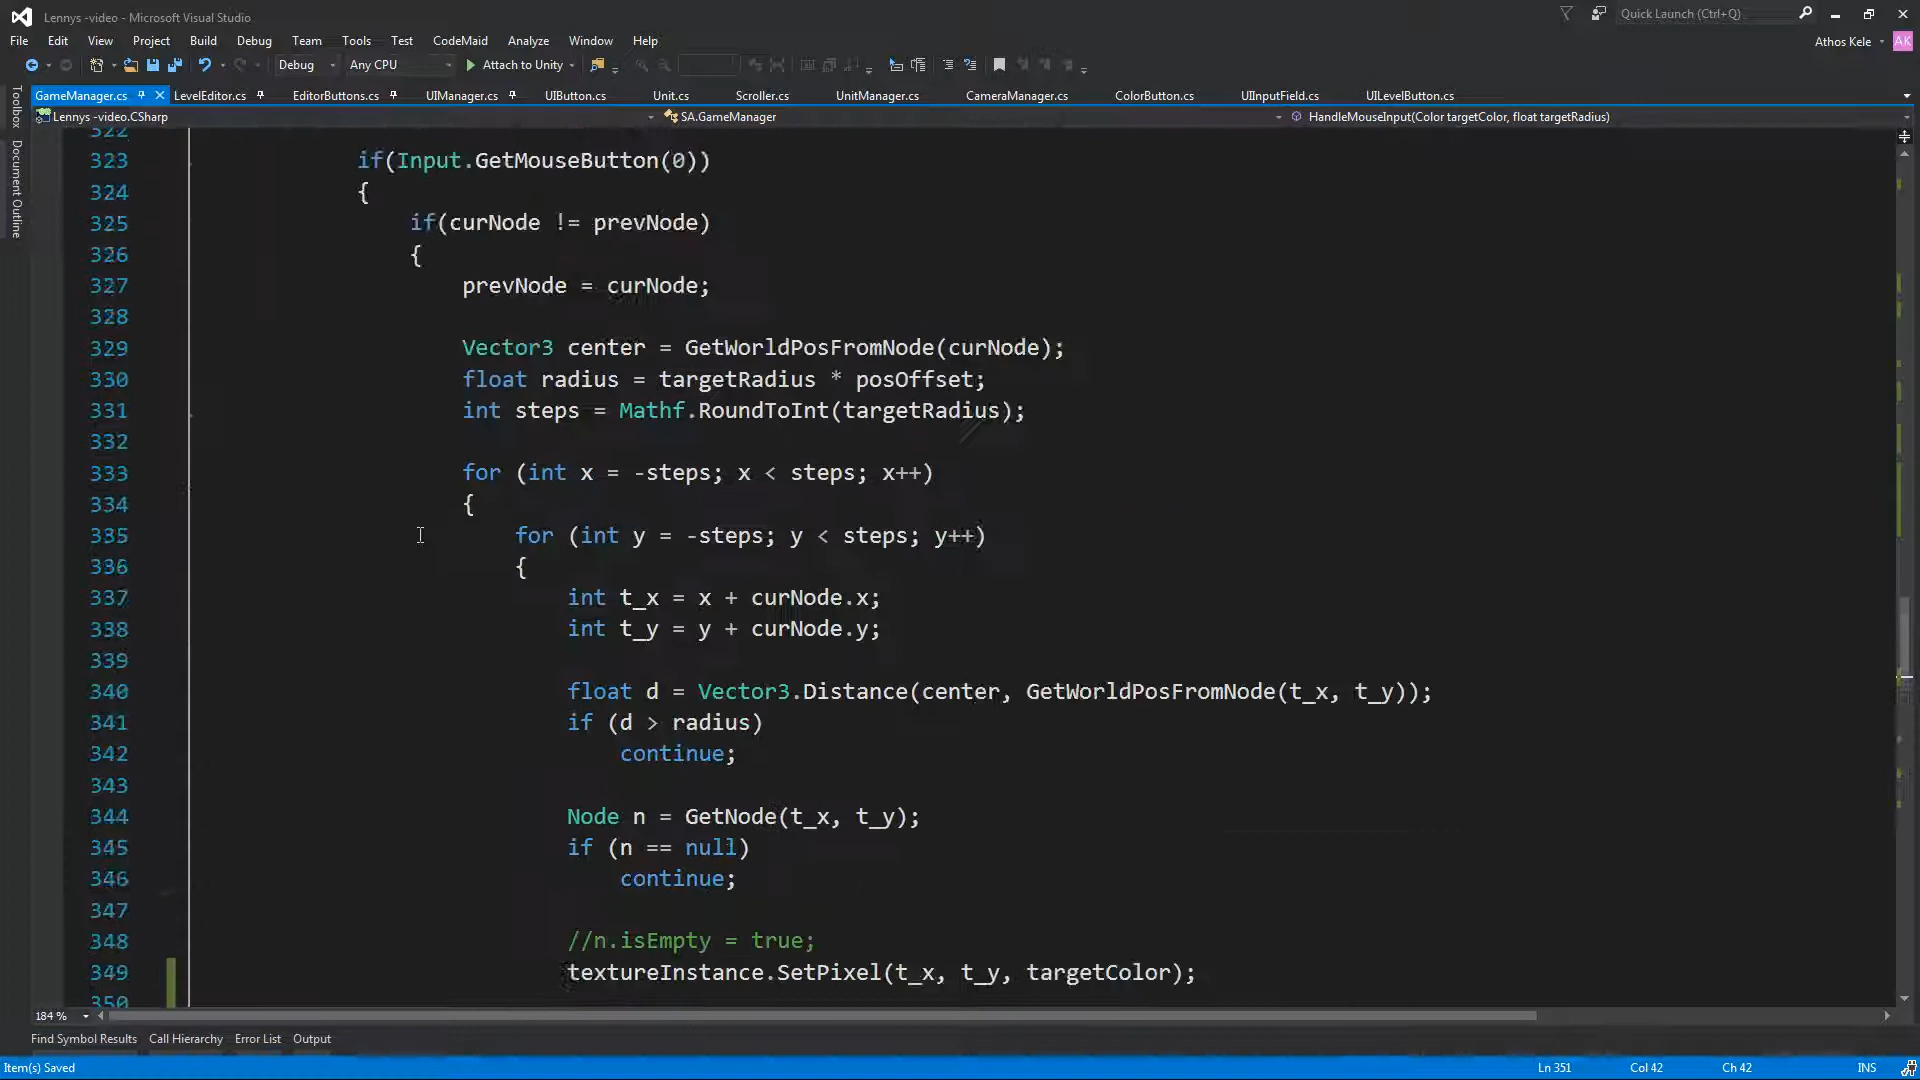 Lennys -video - Microsoft Visual Studio
Quick Launch (Ctrl+Q)
File Edit View Project Build Debug Team Tools Test CodeMaid Analyze Window Help
Athos Kele AK
Debug Any CPU Attach to Unity
Toolbox
Document Outline
GameManager.cs LevelEditor.cs EditorButtons.cs UIManager.cs UIButton.cs Unit.cs Scroller.cs UnitManager.cs CameraManager.cs ColorButton.cs UIInputField.cs UILevelButton.cs
Lennys -video.CSharp SA.GameManager HandleMouseInput(Color targetColor, float targetRadius)
322
323 if(Input.GetMouseButton(0))
324 {
325 if(curNode != prevNode)
326 {
327 prevNode = curNode;
328
329 Vector3 center = GetWorldPosFromNode(curNode);
330 float radius = targetRadius * posOffset;
331 int steps = Mathf.RoundToInt(targetRadius);
332
333 for (int x = -steps; x < steps; x++)
334 {
335 for (int y = -steps; y < steps; y++)
336 {
337 int t_x = x + curNode.x;
338 int t_y = y + curNode.y;
339
340 float d = Vector3.Distance(center, GetWorldPosFromNode(t_x, t_y));
341 if (d > radius)
342 continue;
343
344 Node n = GetNode(t_x, t_y);
345 if (n == null)
346 continue;
347
348 //n.isEmpty = true;
349 textureInstance.SetPixel(t_x, t_y, targetColor);
350
184 %
Find Symbol Results Call Hierarchy Error List Output
Item(s) Saved Ln 351 Col 42 Ch 42 INS